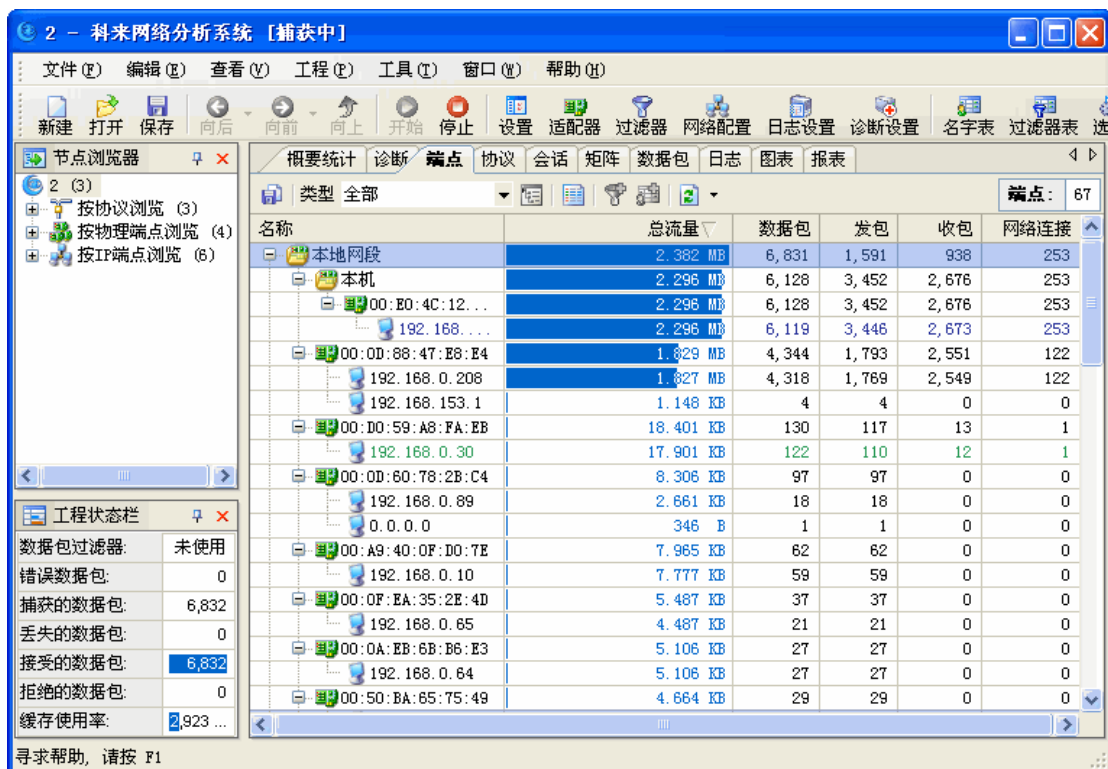 2 - 科来网络分析系统 [捕获中]
文件(F) 编辑(E) 查看(V) 工程(P) 工具(T) 窗口(W) 帮助(H)
新建 打开 保存 向后 向前 向上 开始 停止 设置 适配器 过滤器 网络配置 日志设置 诊断设置 名字表 过滤器表
节点浏览器
2 (3)
按协议浏览 (3)
按物理端点浏览 (4)
按IP端点浏览 (6)
工程状态栏
数据包过滤器: 未使用
错误数据包: 0
捕获的数据包: 6,832
丢失的数据包: 0
接受的数据包: 6,832
拒绝的数据包: 0
缓存使用率: 2,923 ...
概要统计 诊断 端点 协议 会话 矩阵 数据包 日志 图表 报表
类型 全部 端点: 67
名称 总流量 数据包 发包 收包 网络连接
本地网段 2.382 MB 6,831 1,591 938 253
本机 2.296 MB 6,128 3,452 2,676 253
00:E0:4C:12... 2.296 MB 6,128 3,452 2,676 253
192.168.... 2.296 MB 6,119 3,446 2,673 253
00:0D:88:47:E8:E4 1.829 MB 4,344 1,793 2,551 122
192.168.0.208 1.827 MB 4,318 1,769 2,549 122
192.168.153.1 1.148 KB 4 4 0 0
00:D0:59:A8:FA:EB 18.401 KB 130 117 13 1
192.168.0.30 17.901 KB 122 110 12 1
00:0D:60:78:2B:C4 8.306 KB 97 97 0 0
192.168.0.89 2.661 KB 18 18 0 0
0.0.0.0 346 B 1 1 0 0
00:A9:40:0F:D0:7E 7.965 KB 62 62 0 0
192.168.0.10 7.777 KB 59 59 0 0
00:0F:EA:35:2E:4D 5.487 KB 37 37 0 0
192.168.0.65 4.487 KB 21 21 0 0
00:0A:EB:6B:B6:E3 5.106 KB 27 27 0 0
192.168.0.64 5.106 KB 27 27 0 0
00:50:BA:65:75:49 4.664 KB 29 29 0 0
寻求帮助, 请按 F1